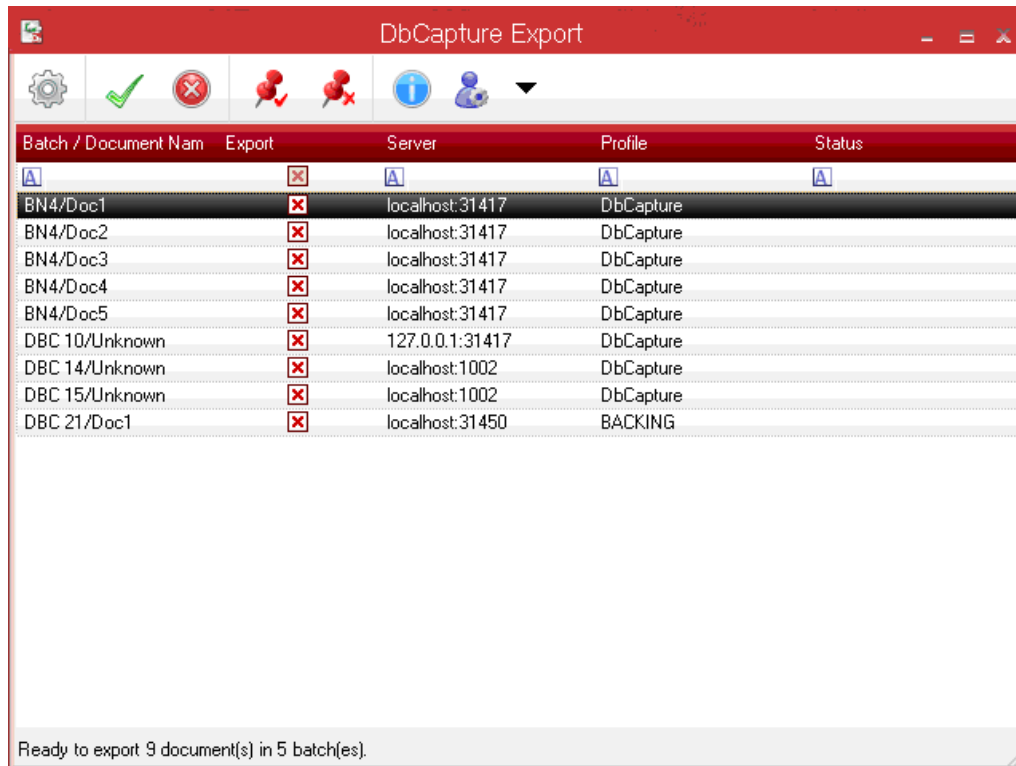 DbCapture Export
Batch / Document Nam Export Server Profile Status
A A A A
BN4/Doc1 localhost:31417 DbCapture
BN4/Doc2 localhost:31417 DbCapture
BN4/Doc3 localhost:31417 DbCapture
BN4/Doc4 localhost:31417 DbCapture
BN4/Doc5 localhost:31417 DbCapture
DBC 10/Unknown 127.0.0.1:31417 DbCapture
DBC 14/Unknown localhost:1002 DbCapture
DBC 15/Unknown localhost:1002 DbCapture
DBC 21/Doc1 localhost:31450 BACKING
Ready to export 9 document(s) in 5 batch(es).